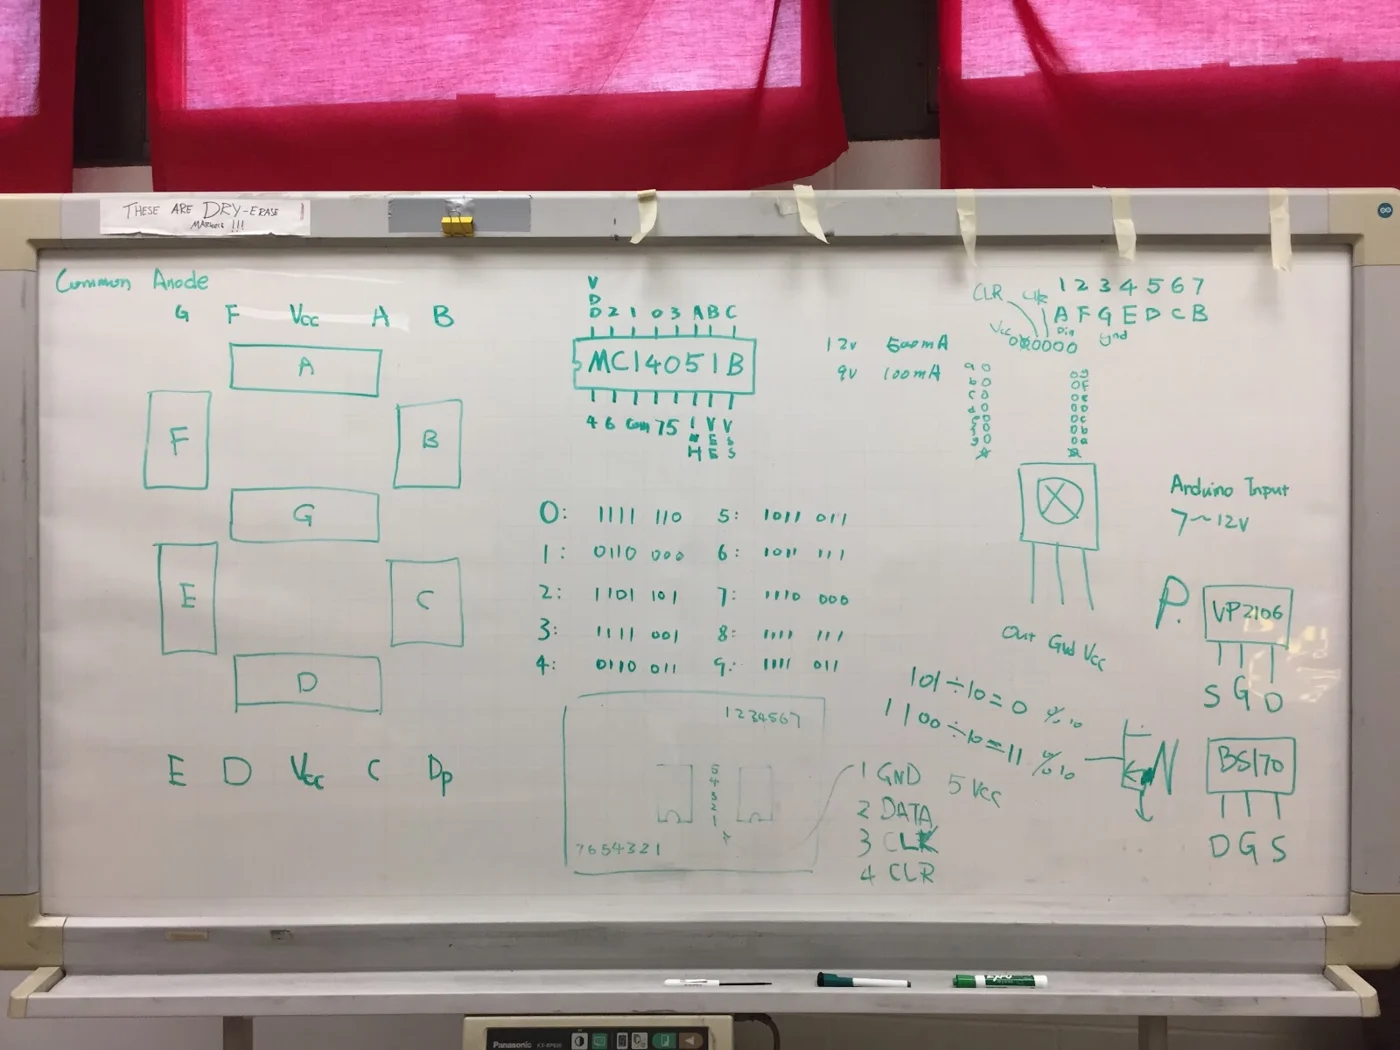 THESE ARE DRY-ERASE
MARKERS !!!
Common Anode
G F Vcc A B
A
F
B
G
E
C
D
E D Vcc C Dp
V
D
D 2 1 0 3 A B C
MC14051B
4 6 Com 7 5 I V V
N E S
H E S
0: 1111 110
1: 0110 000
2: 1101 101
3: 1111 001
4: 0110 011
5: 1011 011
6: 1011 111
7: 1110 000
8: 1111 111
9: 1111 011
12v 500mA
9v 100mA
1 2 3 4 5 6 7
A F G E D C B
CLR
Clk
Vcc
Din
Gnd
a
b
c
d
e
f
g
g
f
e
D
c
b
a
Out Gnd Vcc
Arduino Input
7~12V
P.
VP2106
S G D
101÷10=0 %10
1100÷10=11 %10
N
BS170
D G S
1234567
5
4
3
2
1
7654321
1 GND
2 DATA
3 CLK
4 CLR
5 Vcc
EXPO
Panasonic